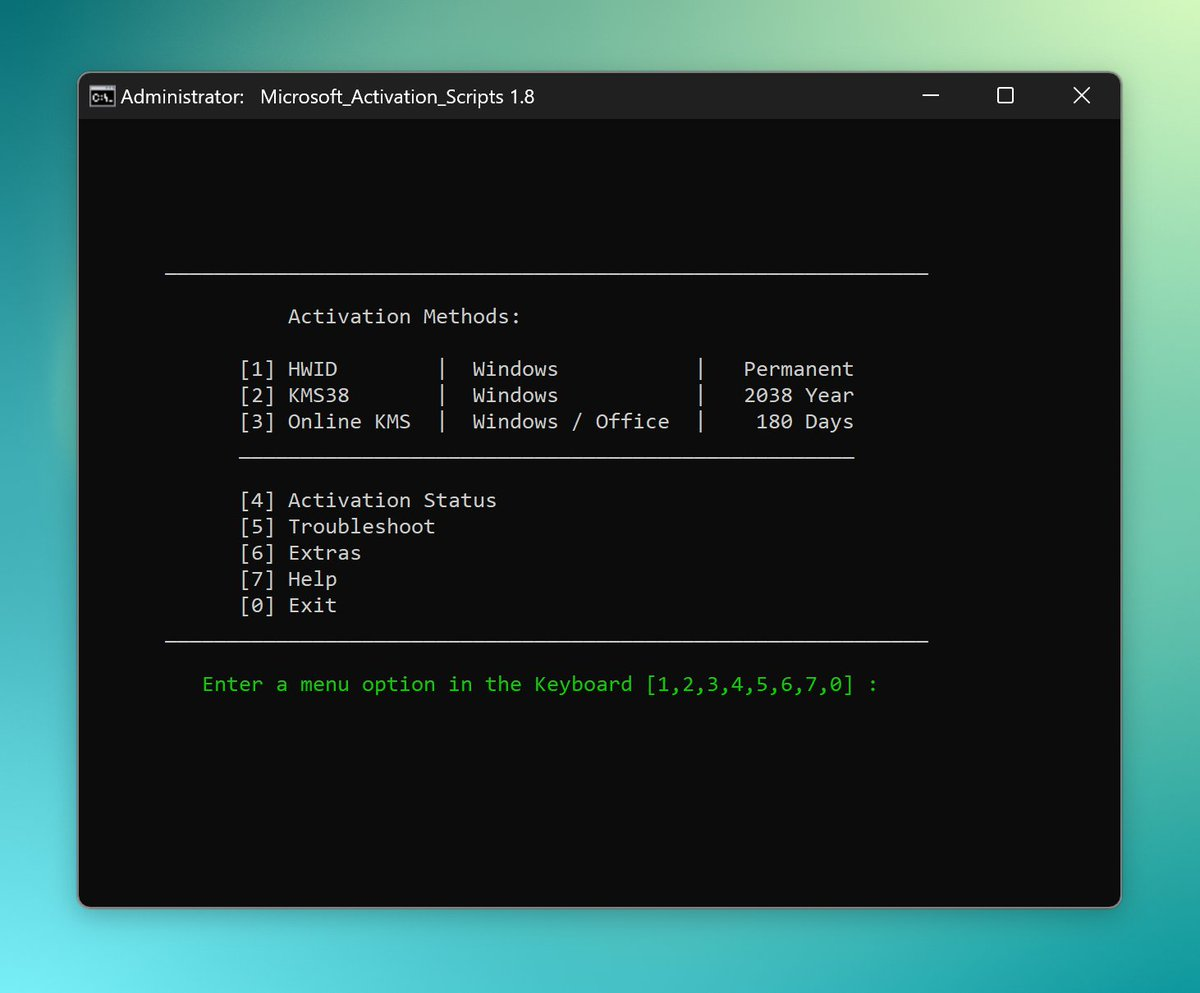 Administrator: Microsoft_Activation_Scripts 1.8
Activation Methods:
[1] HWID | Windows | Permanent
[2] KMS38 | Windows | 2038 Year
[3] Online KMS | Windows / Office | 180 Days
[4] Activation Status
[5] Troubleshoot
[6] Extras
[7] Help
[0] Exit
Enter a menu option in the Keyboard [1,2,3,4,5,6,7,0] :